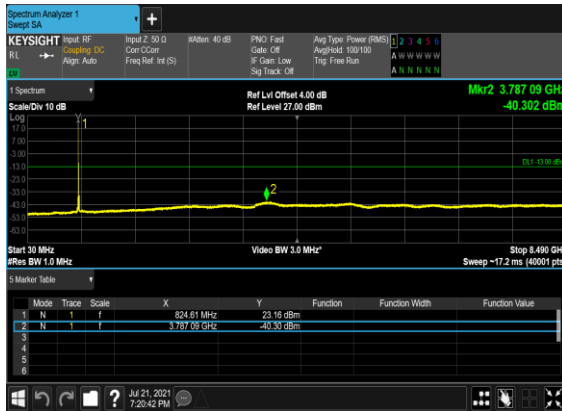 Spectrum Analyzer 1
Swept SA
KEYSIGHT Input: RF Input Z: 50 Ω #Atten: 40 dB PNO: Fast Avg Type: Power (RMS) 1 2 3 4 5 6
RL Coupling: DC Corr CCorr Gate: Off Avg|Hold: 100/100 A W W W W W
Align: Auto Freq Ref: Int (S) IF Gain: Low Trig: Free Run
LXI Sig Track: Off A N N N N N
1 Spectrum Ref Lvl Offset 4.00 dB Mkr2 3.787 09 GHz
Scale/Div 10 dB Ref Level 27.00 dBm -40.302 dBm
Log
17.0 1
7.00
-3.00
-13.0 DL1 -13.00 dBm
-23.0
-33.0 2
-43.0
-53.0
-63.0
Start 30 MHz Video BW 3.0 MHz* Stop 8.490 GHz
#Res BW 1.0 MHz Sweep ~17.2 ms (40001 pts)
5 Marker Table
Mode Trace Scale X Y Function Function Width Function Value
1 N 1 f 824.61 MHz 23.16 dBm
2 N 1 f 3.787 09 GHz -40.30 dBm
3
4
5
6
Jul 21, 2021
7:20:42 PM